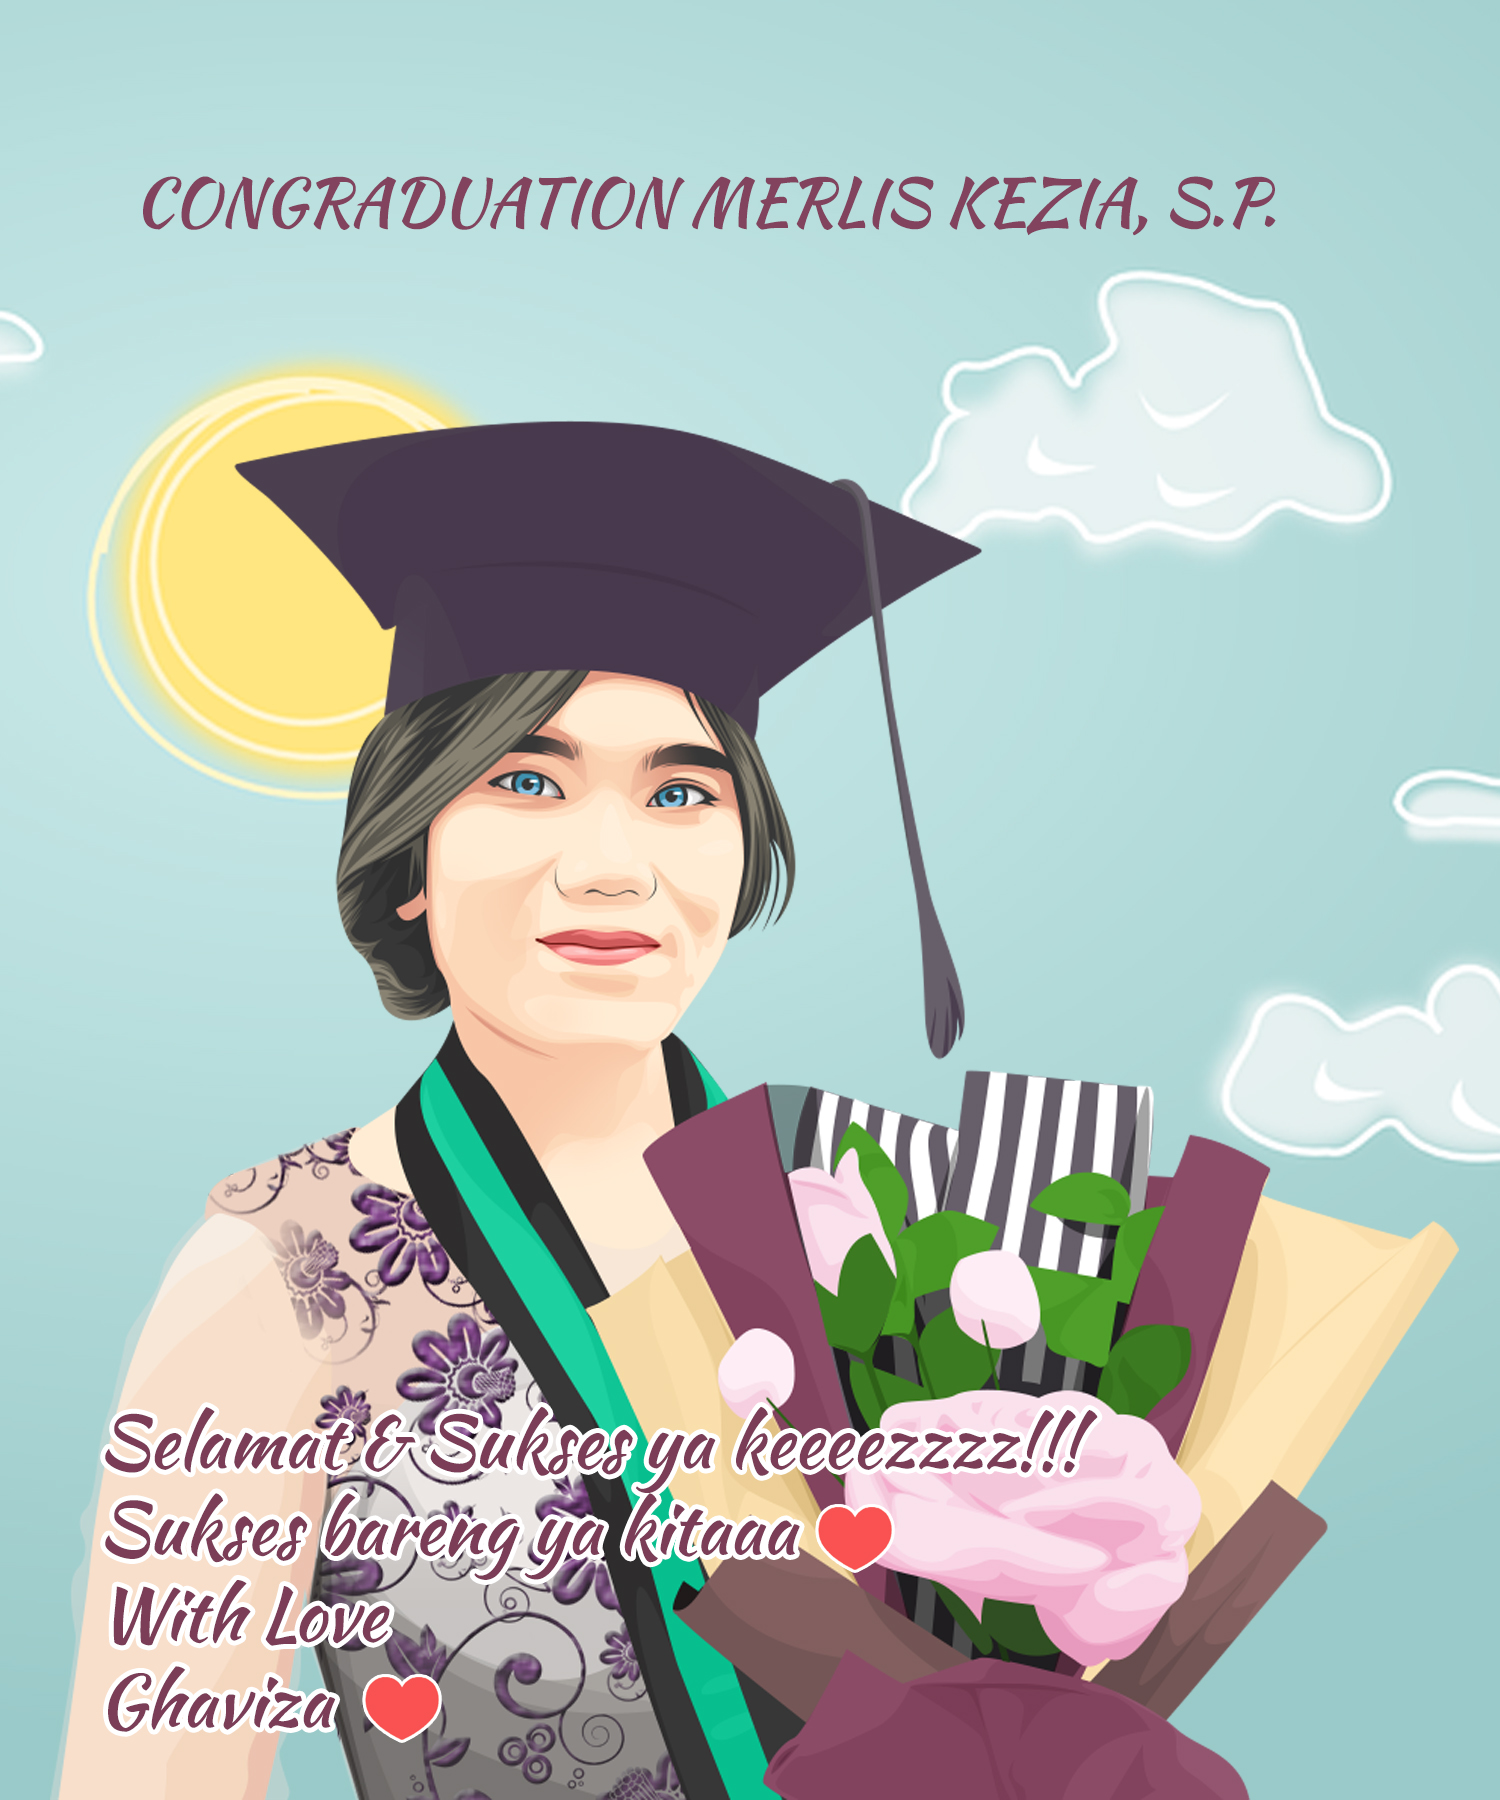 CONGRADUATION MERLIS KEZIA, S.P.
Selamat & Sukses ya keeeezzzz!!!
Sukses bareng ya kitaaa ❤️
With Love
Ghaviza ❤️